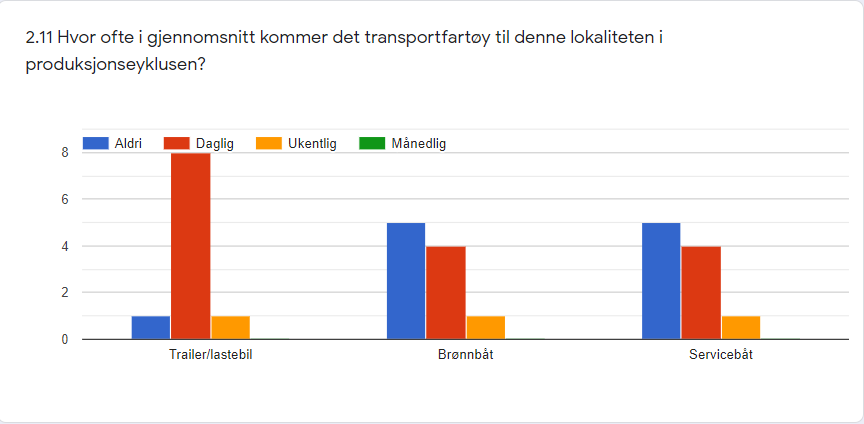 2.11 Hvor ofte i gjennomsnitt kommer det transportfartøy til denne lokaliteten i
produksjonseyklusen?
Aldri Daglig Ukentlig Månedlig
8
6
4
2
0
Trailer/lastebil Brønnbåt Servicebåt